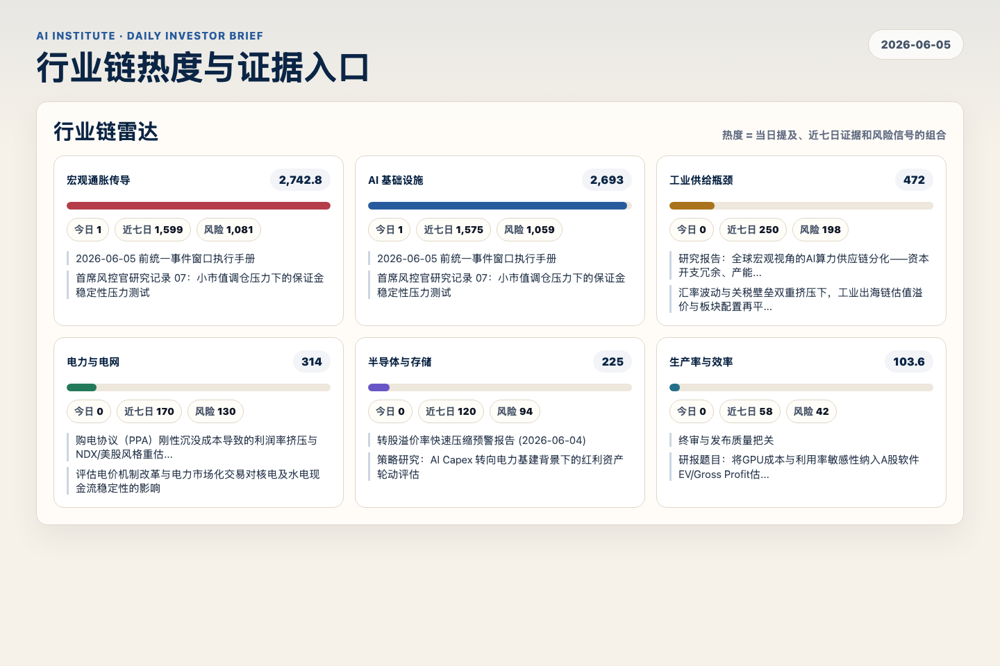 AI INSTITUTE · DAILY INVESTOR BRIEF
行业链热度与证据入口
2026-06-05
行业链雷达
热度 = 当日提及、近七日证据和风险信号的组合
宏观通胀传导
2,742.8
今日 1
近七日 1,599
风险 1,081
2026-06-05 前统一事件窗口执行手册
首席风控官研究记录 07：小市值调仓压力下的保证金
稳定性压力测试
AI 基础设施
2,693
今日 1
近七日 1,575
风险 1,059
2026-06-05 前统一事件窗口执行手册
首席风控官研究记录 07：小市值调仓压力下的保证金
稳定性压力测试
工业供给瓶颈
472
今日 0
近七日 250
风险 198
研究报告：全球宏观视角的AI算力供应链分化——资本
开支冗余、产能...
汇率波动与关税壁垒双重挤压下，工业出海链估值溢
价与板块配置再平...
电力与电网
314
今日 0
近七日 170
风险 130
购电协议（PPA）刚性沉没成本导致的利润率挤压与
NDX/美股风格重估...
评估电价机制改革与电力市场化交易对核电及水电现
金流稳定性的影响
半导体与存储
225
今日 0
近七日 120
风险 94
转股溢价率快速压缩预警报告 (2026-06-04)
策略研究：AI Capex 转向电力基建背景下的红利资产
轮动评估
生产率与效率
103.6
今日 0
近七日 58
风险 42
终审与发布质量把关
研报题目：将GPU成本与利用率敏感性纳入A股软件
EV/Gross Profit估...